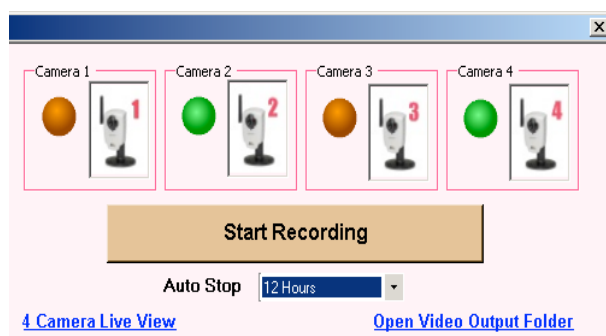 Camera 1 Camera 2 Camera 3 Camera 4
1 2 3 4
Start Recording
Auto Stop 12 Hours
4 Camera Live View Open Video Output Folder